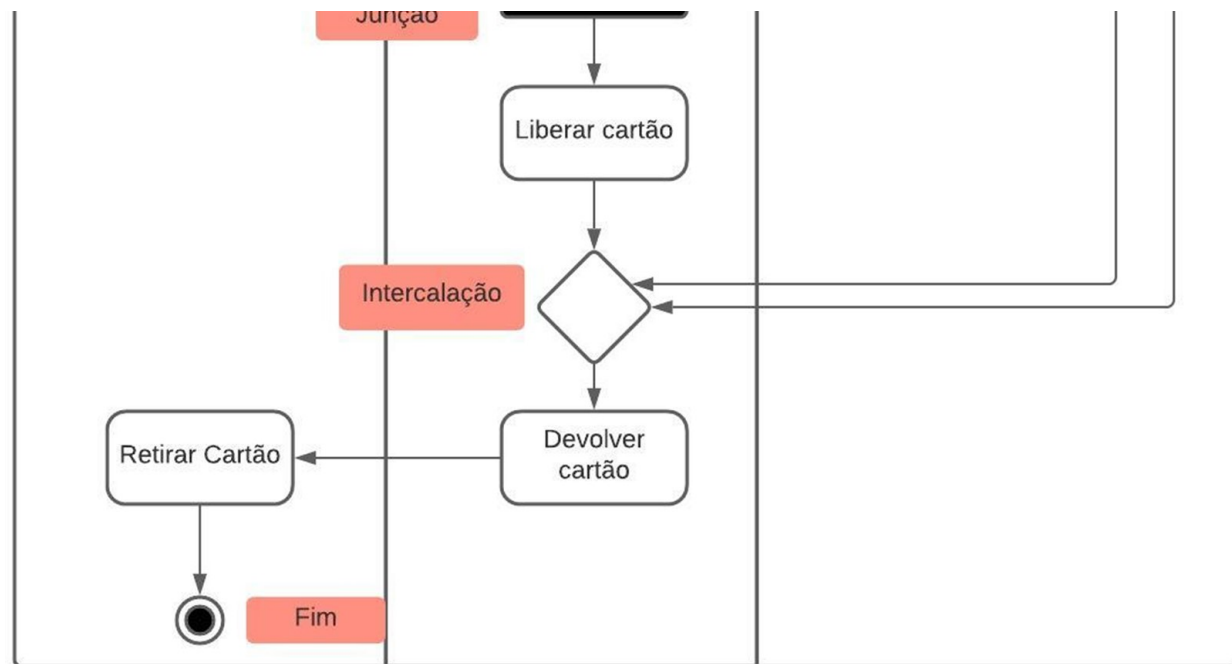 Junção
Liberar cartão
Intercalação
Devolver
cartão
Retirar Cartão
Fim